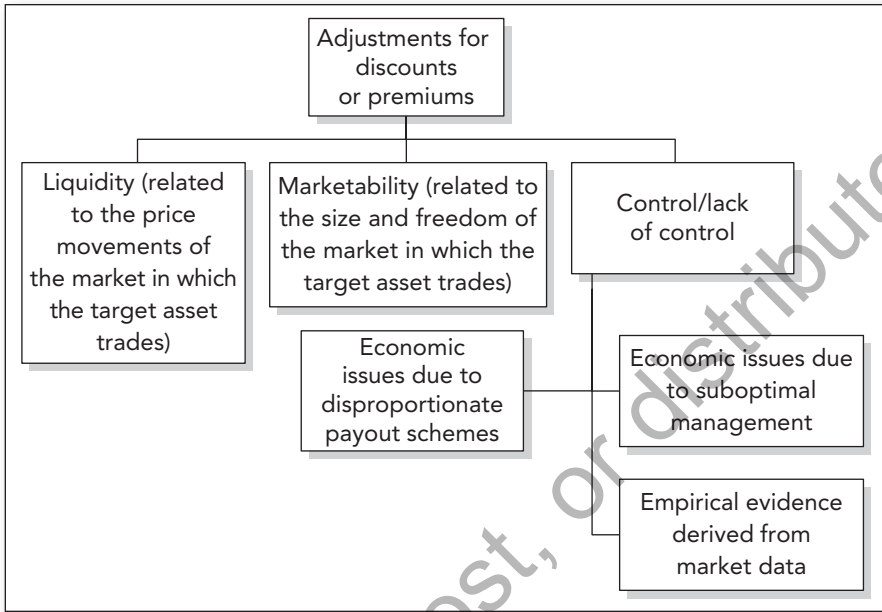 Adjustments for
discounts
or premiums
Liquidity (related
to the price
movements of
the market in which
the target asset
trades)
Marketability (related to
the size and freedom of
the market in which the
target asset trades)
Control/lack
of control
Economic
issues due to
disproportionate
payout schemes
Economic issues due
to suboptimal
management
Empirical evidence
derived from
market data
ost, or distribute